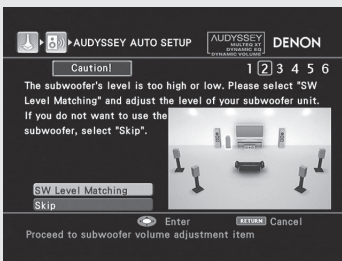 AUDYSSEY AUTO SETUP
AUDYSSEY
MULTEQ XT
DYNAMIC EQ
DYNAMIC VOLUME
DENON
Caution!
1 2 3 4 5 6
The subwoofer's level is too high or low. Please select "SW
Level Matching" and adjust the level of your subwoofer unit.
If you do not want to use the
subwoofer, select "Skip".
SW Level Matching
Skip
Enter
RETURN Cancel
Proceed to subwoofer volume adjustment item